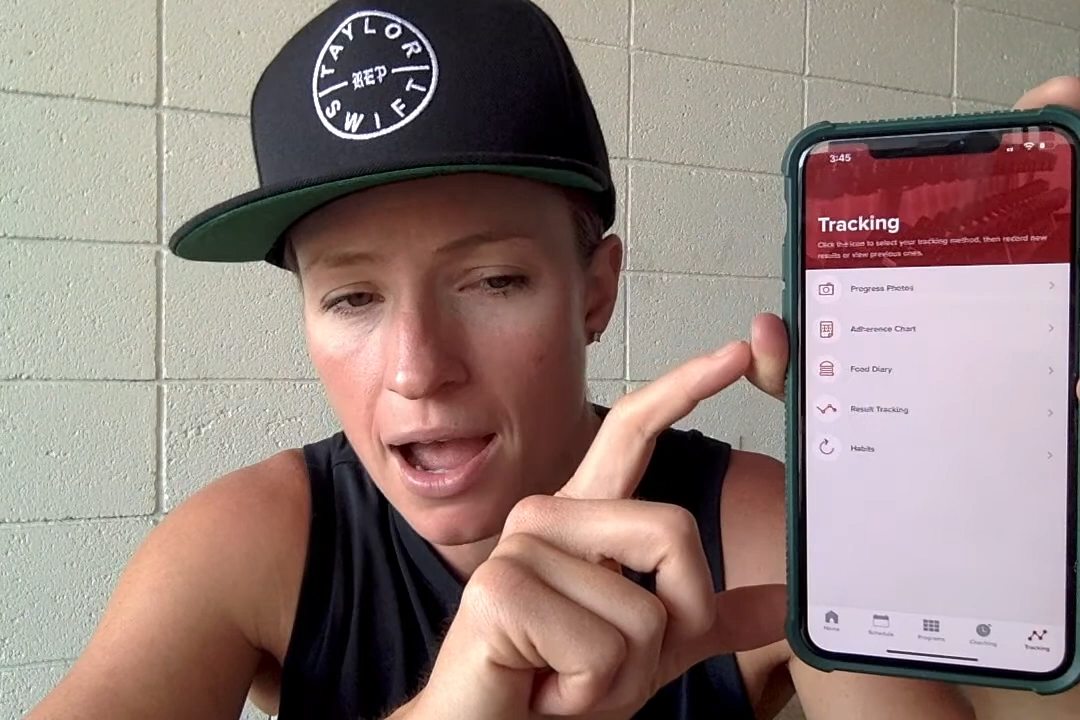 TAYLOR
REP
SWIFT
3:45
Tracking
Click the icon to select your tracking method, then record new
results or view previous ones.
Progress Photos
Adherence Chart
Food Diary
Result Tracking
Habits
Home
Schedule
Programs
Coaching
Tracking